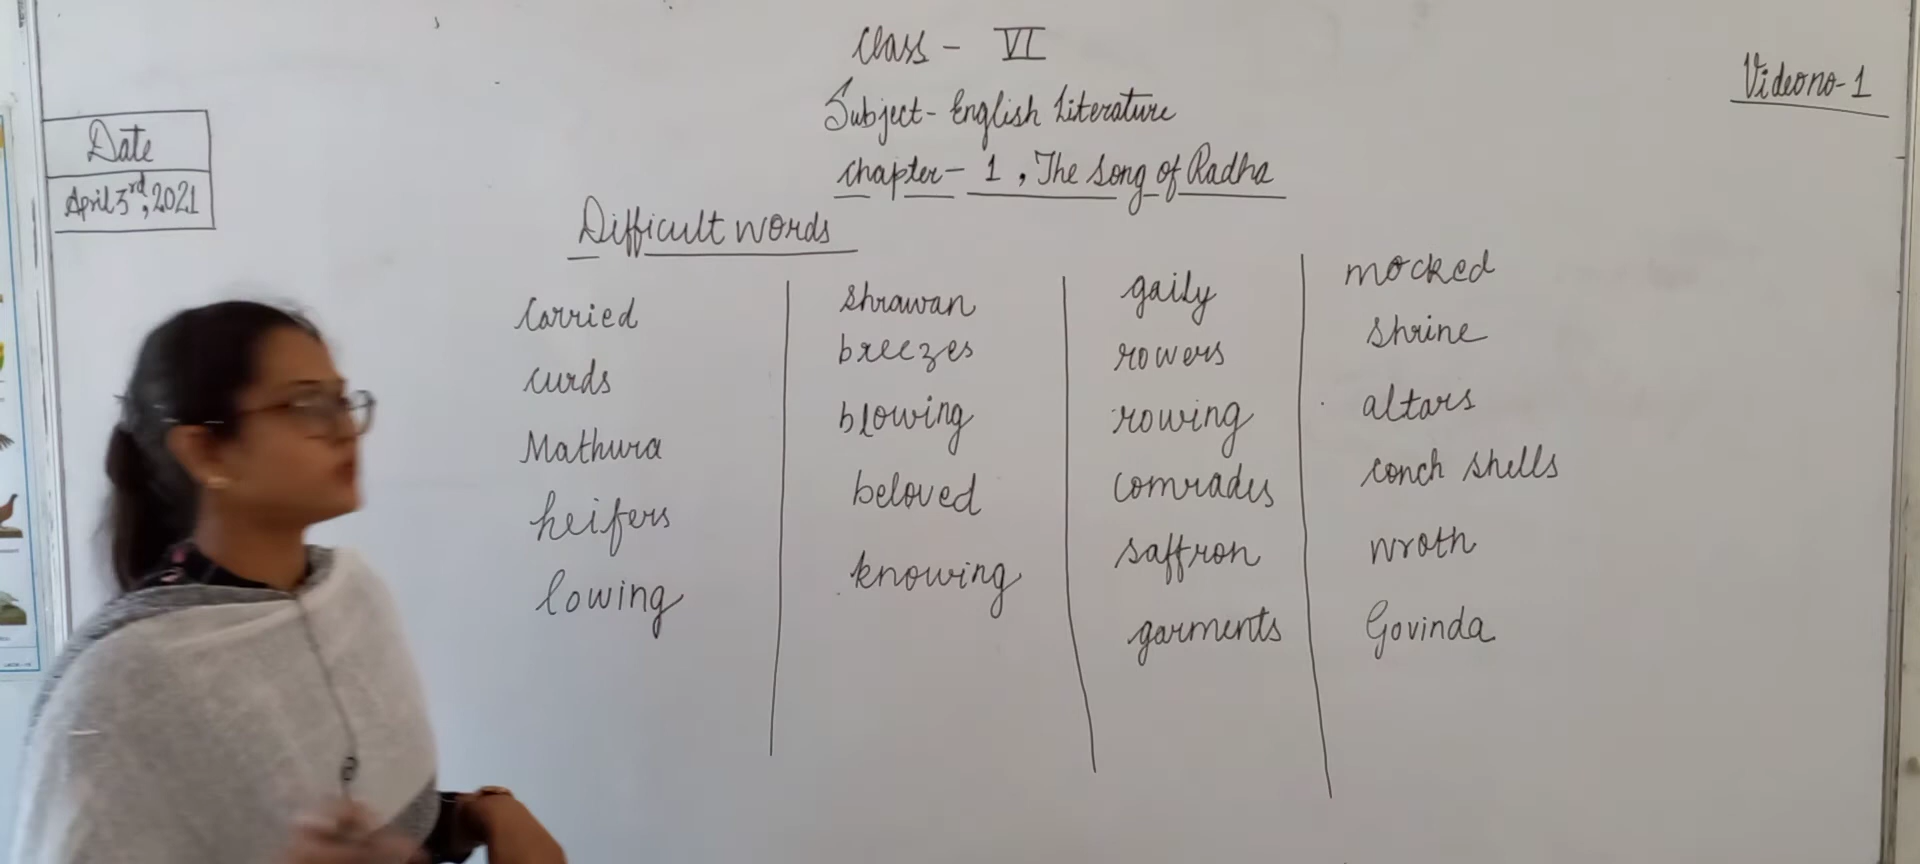 Class - VI
Subject - English Literature
Chapter - 1, The Song of Radha
Video no - 1
Date
April 3rd, 2021
Difficult words
Carried
curds
Mathura
heifers
lowing
Shrawan
breezes
blowing
beloved
knowing
gaily
rowers
rowing
comrades
saffron
garments
mocked
shrine
altars
conch shells
wroth
Govinda